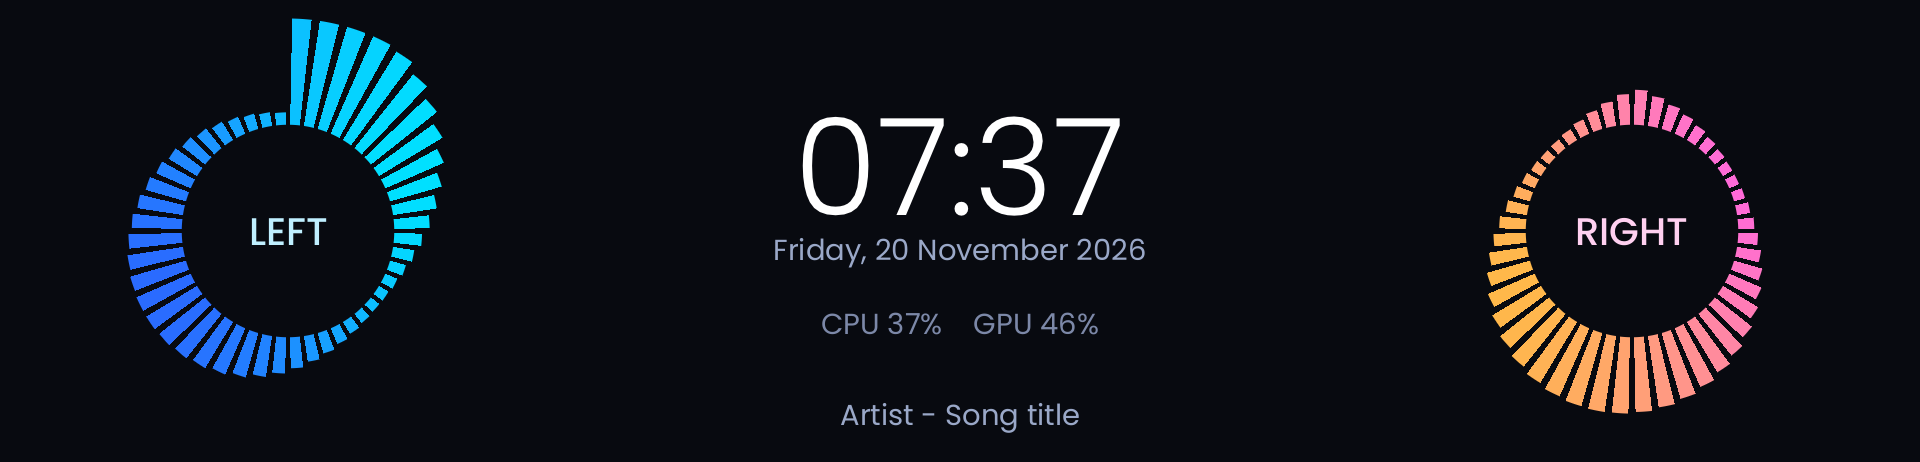 LEFT
07:37
Friday, 20 November 2026
CPU 37% GPU 46%
Artist - Song title
RIGHT